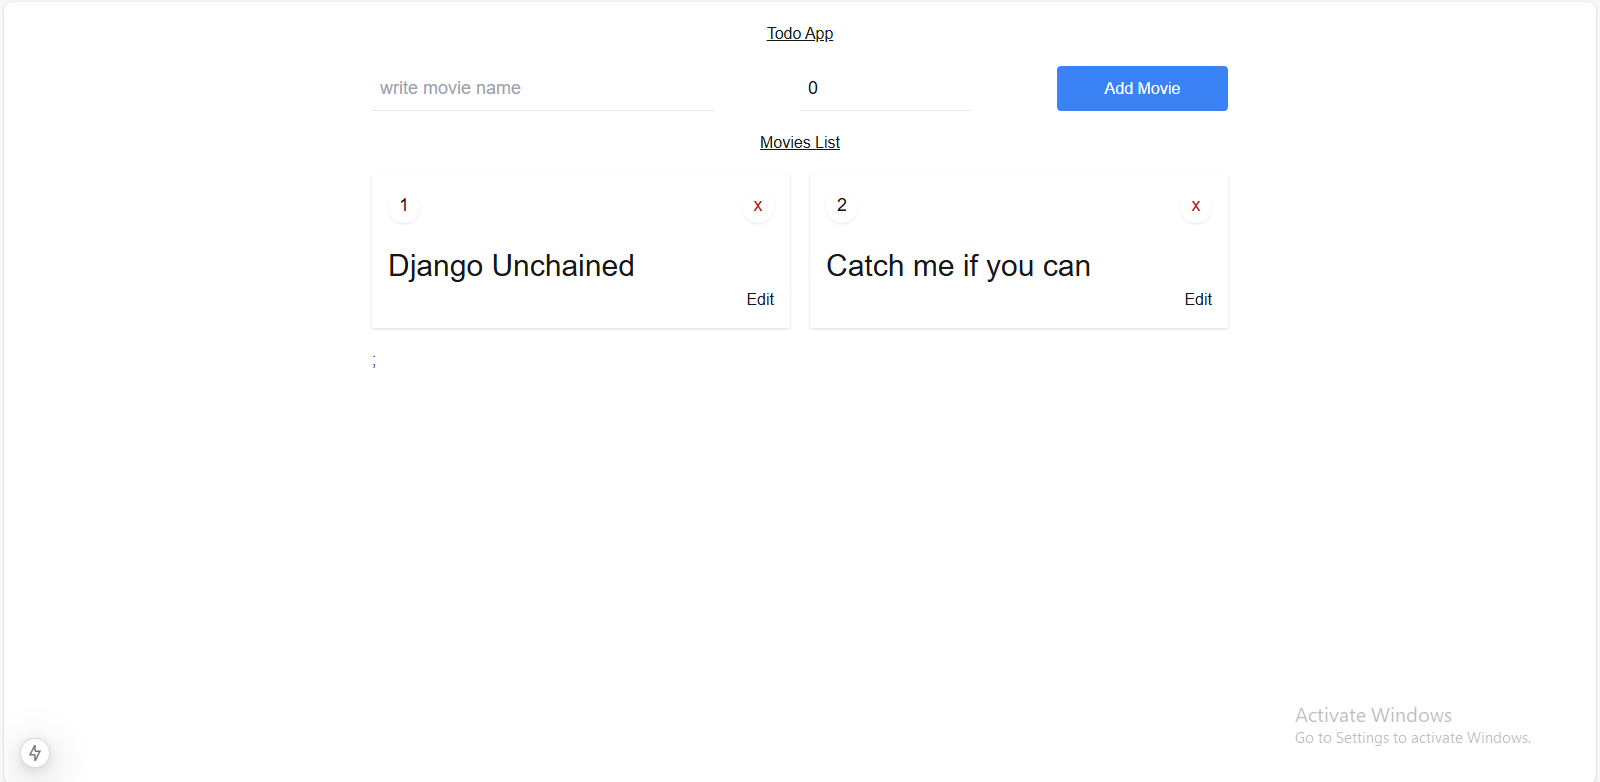 Todo App
write movie name
0
Add Movie
Movies List
1
x
2
x
Django Unchained
Catch me if you can
Edit
Edit
;
Activate Windows
Go to Settings to activate Windows.